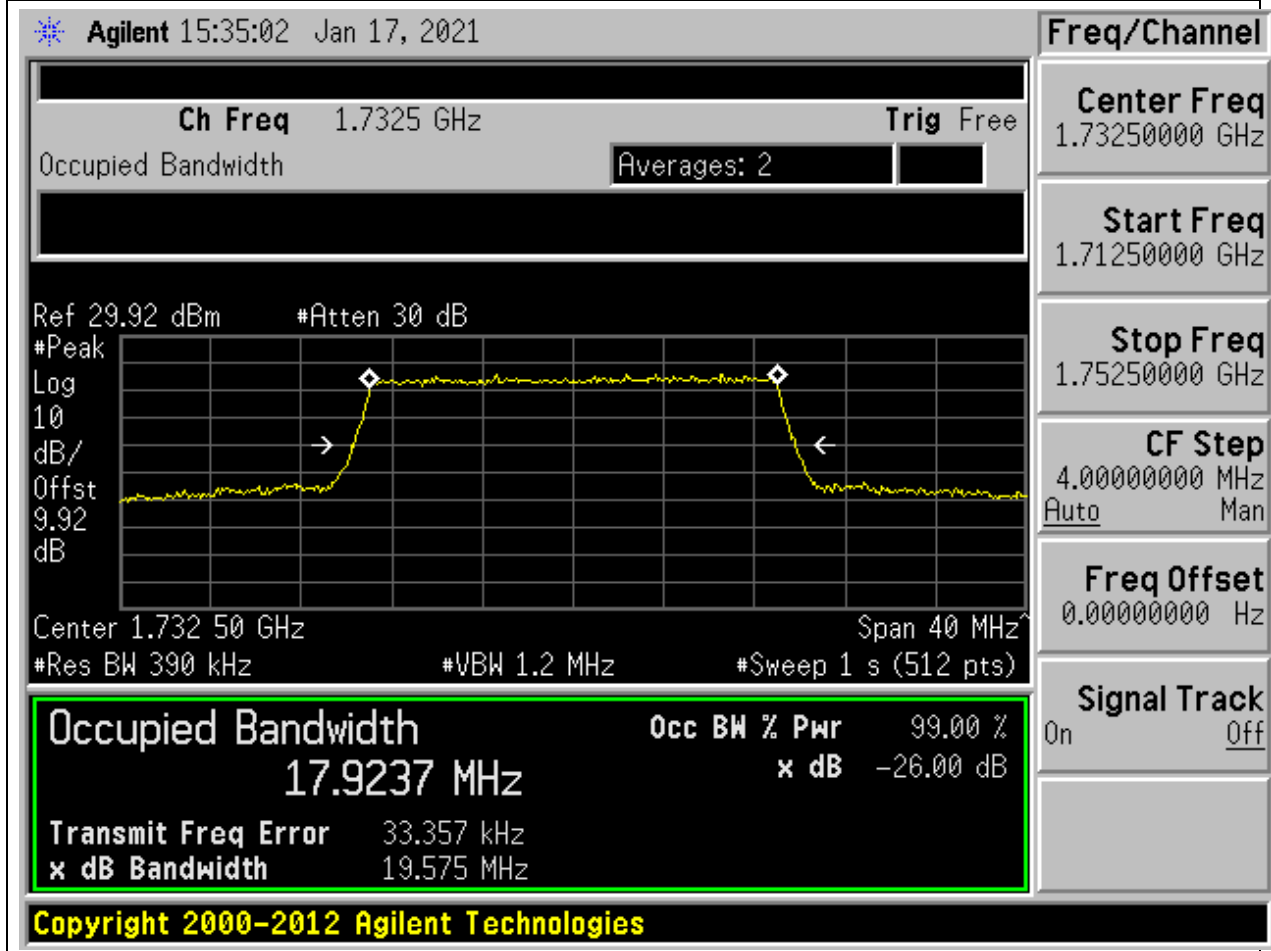 Agilent 15:35:02 Jan 17, 2021
Freq/Channel
Ch Freq 1.7325 GHz Trig Free
Occupied Bandwidth Averages: 2
Ref 29.92 dBm #Atten 30 dB
#Peak
Log
10
dB/
Offst
9.92
dB
Center 1.732 50 GHz Span 40 MHz^
#Res BW 390 kHz #VBW 1.2 MHz #Sweep 1 s (512 pts)
Occupied Bandwidth Occ BW % Pwr 99.00 %
17.9237 MHz x dB -26.00 dB
Transmit Freq Error 33.357 kHz
x dB Bandwidth 19.575 MHz
Center Freq
1.73250000 GHz
Start Freq
1.71250000 GHz
Stop Freq
1.75250000 GHz
CF Step
4.00000000 MHz
Auto Man
Freq Offset
0.00000000 Hz
Signal Track
On Off
Copyright 2000-2012 Agilent Technologies